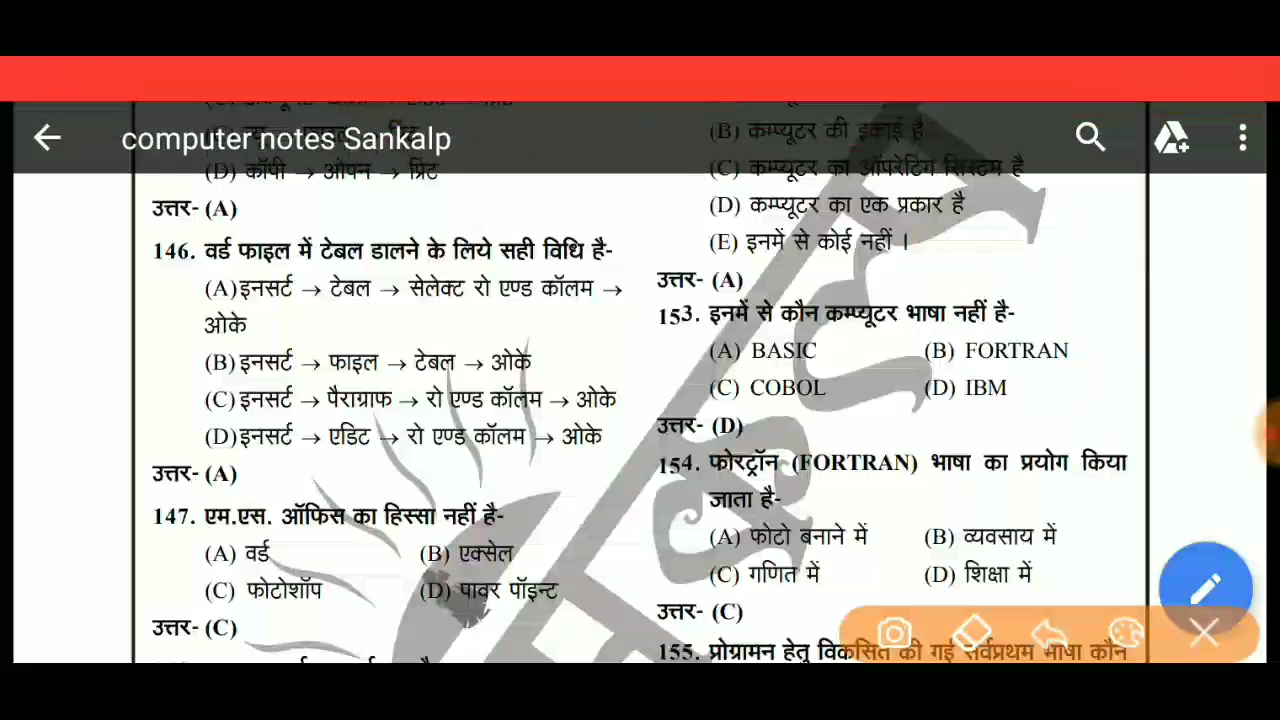 computer notes Sankalp
(D) कॉपी → ओपन → प्रिंट
उत्तर- (A)
146. वर्ड फाइल में टेबल डालने के लिये सही विधि है-
(A) इनसर्ट → टेबल → सेलेक्ट रो एण्ड कॉलम →
ओके
(B) इनसर्ट → फाइल → टेबल → ओके
(C) इनसर्ट → पैराग्राफ → रो एण्ड कॉलम → ओके
(D) इनसर्ट → एडिट → रो एण्ड कॉलम → ओके
उत्तर- (A)
147. एम.एस. ऑफिस का हिस्सा नहीं है-
(A) वर्ड (B) एक्सेल
(C) फोटोशॉप (D) पावर पॉइन्ट
उत्तर- (C)
(B) कम्प्यूटर की इकाई है
(C) कम्प्यूटर का ऑपरेटिंग सिस्टम है
(D) कम्प्यूटर का एक प्रकार है
(E) इनमें से कोई नहीं ।
उत्तर- (A)
153. इनमें से कौन कम्प्यूटर भाषा नहीं है-
(A) BASIC (B) FORTRAN
(C) COBOL (D) IBM
उत्तर- (D)
154. फोरट्रॉन (FORTRAN) भाषा का प्रयोग किया
जाता है-
(A) फोटो बनाने में (B) व्यवसाय में
(C) गणित में (D) शिक्षा में
उत्तर- (C)
155. प्रोग्रामन हेतु विकसित की गई सर्वप्रथम भाषा कौन